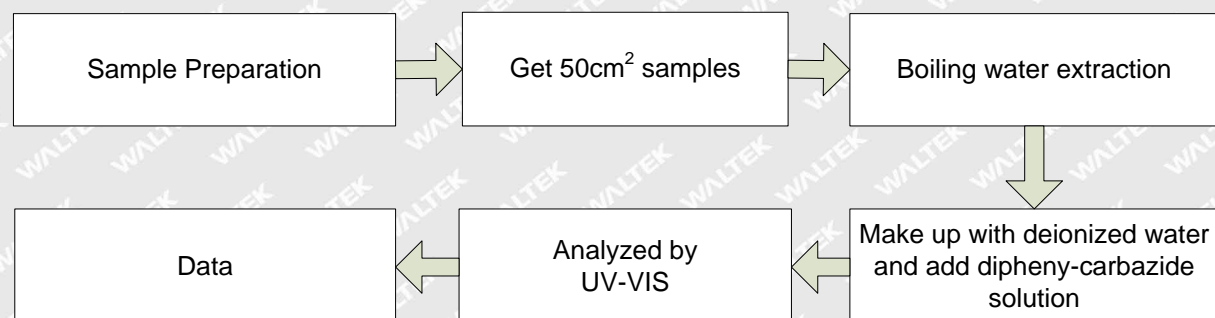 Sample Preparation
Get 50cm² samples
Boiling water extraction
Make up with deionized water
and add dipheny-carbazide
solution
Analyzed by
UV-VIS
Data
WALTEK